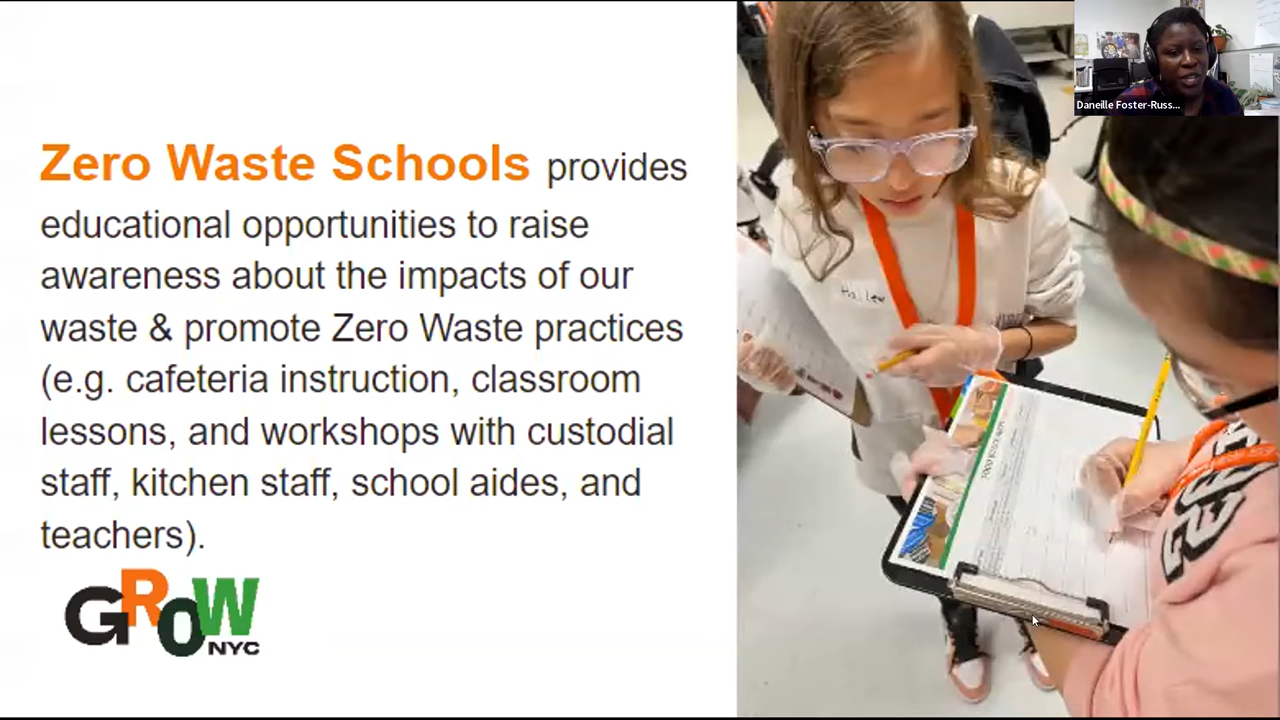 Zero Waste Schools provides
educational opportunities to raise
awareness about the impacts of our
waste & promote Zero Waste practices
(e.g. cafeteria instruction, classroom
lessons, and workshops with custodial
staff, kitchen staff, school aides, and
teachers).
GROW
NYC
Daneille Foster-Russ...